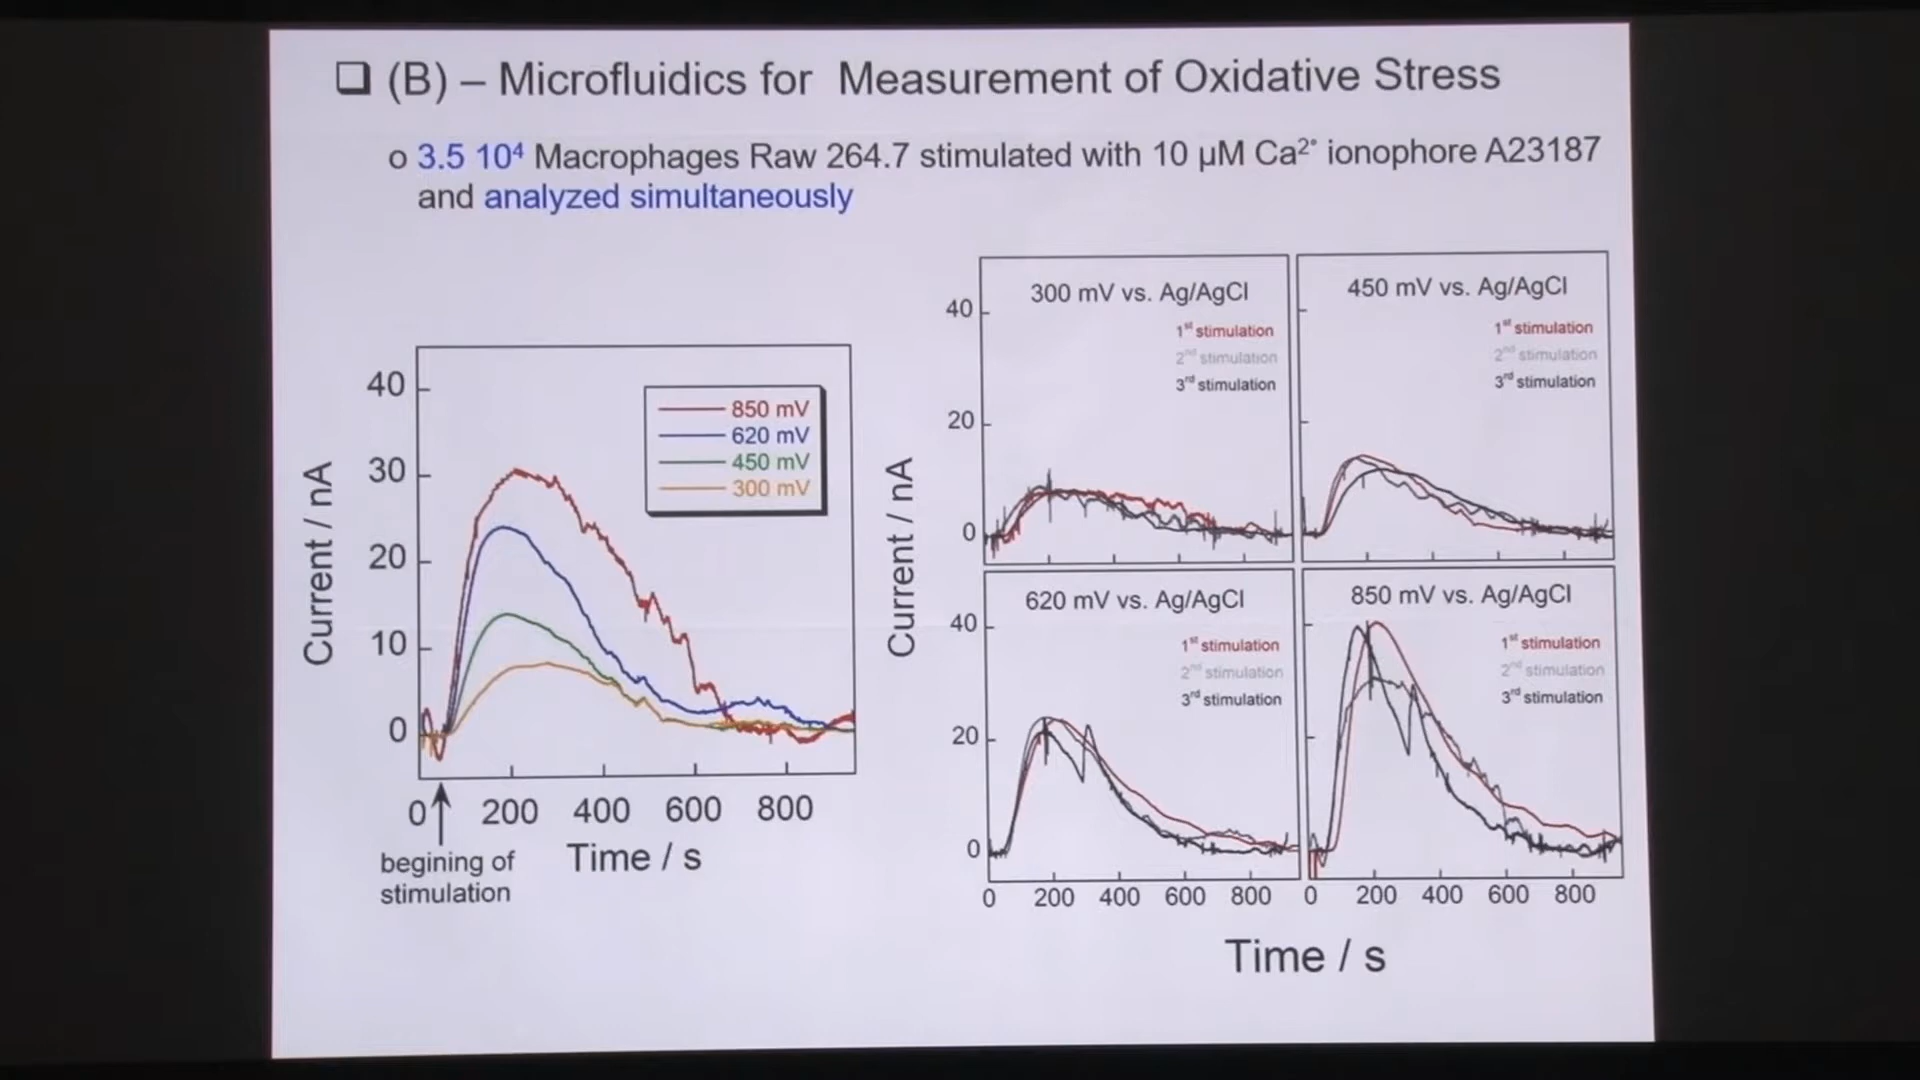 ❑ (B) – Microfluidics for Measurement of Oxidative Stress
o 3.5 10⁴ Macrophages Raw 264.7 stimulated with 10 µM Ca²⁺ ionophore A23187
and analyzed simultaneously
Current / nA
40
30
20
10
0
850 mV
620 mV
450 mV
300 mV
0 200 400 600 800
Time / s
begining of
stimulation
Current / nA
300 mV vs. Ag/AgCl
1st stimulation
2nd stimulation
3rd stimulation
40
20
0
450 mV vs. Ag/AgCl
1st stimulation
2nd stimulation
3rd stimulation
620 mV vs. Ag/AgCl
1st stimulation
2nd stimulation
3rd stimulation
40
20
0
0 200 400 600 800
850 mV vs. Ag/AgCl
1st stimulation
2nd stimulation
3rd stimulation
0 200 400 600 800
Time / s